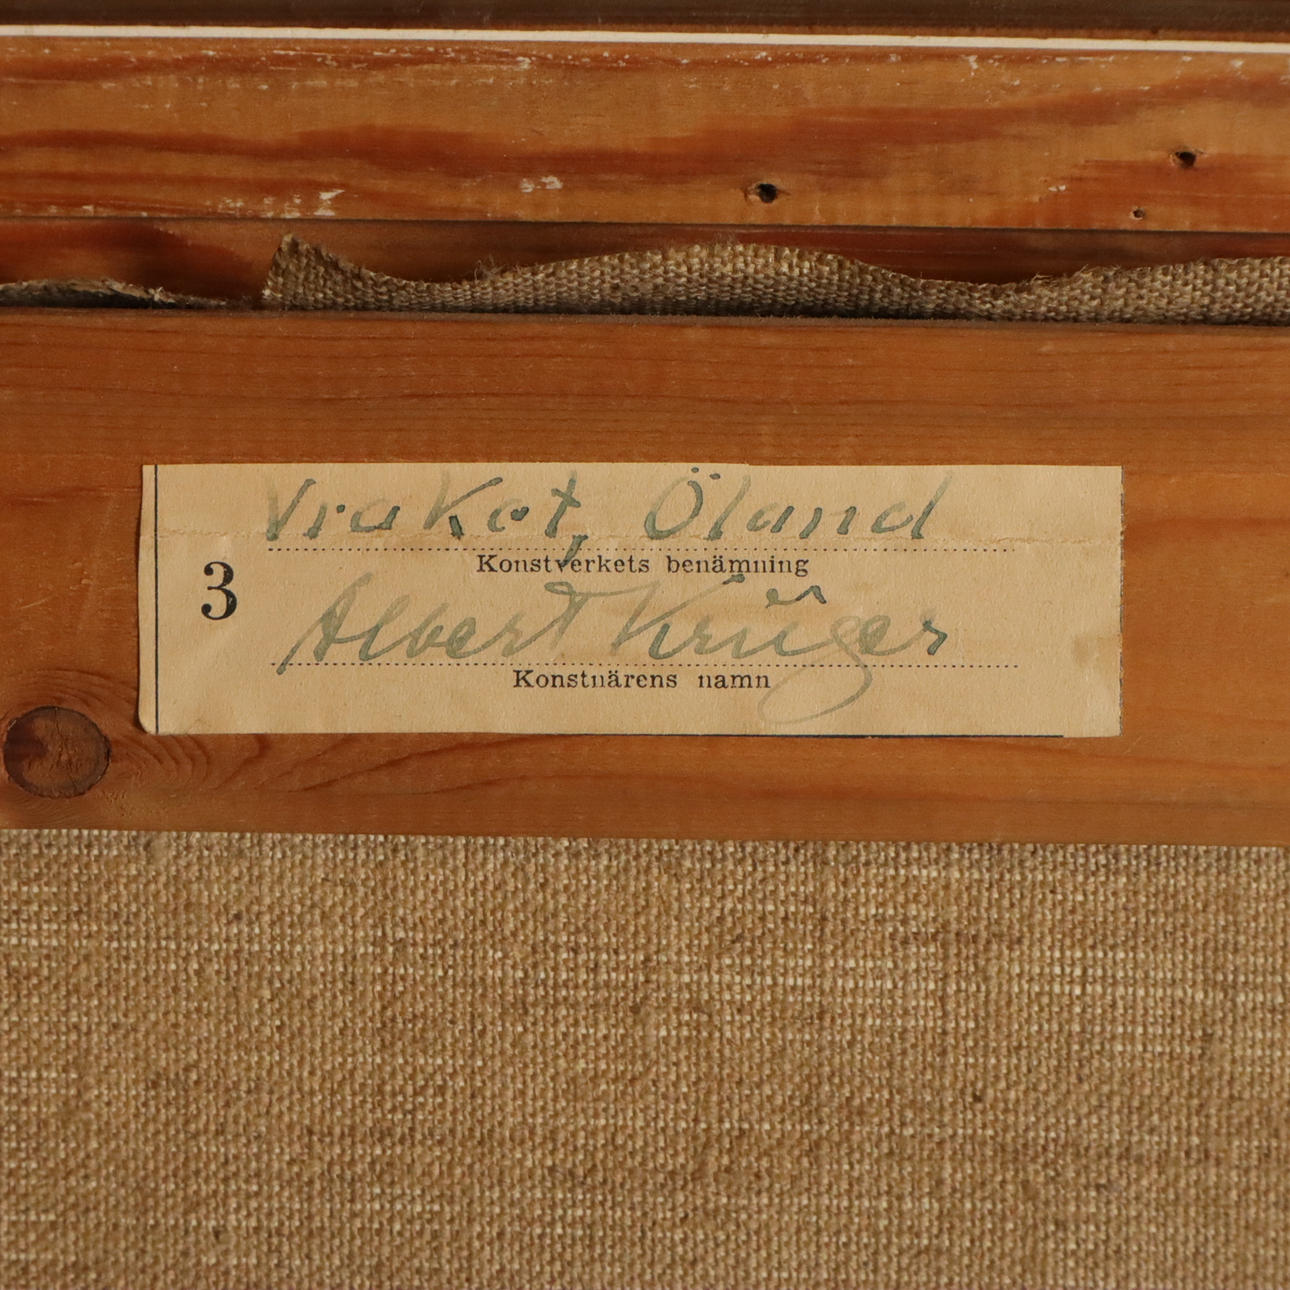 Vraket, Öland
Konstverkets benämning
3
Albert Krüger
Konstnärens namn